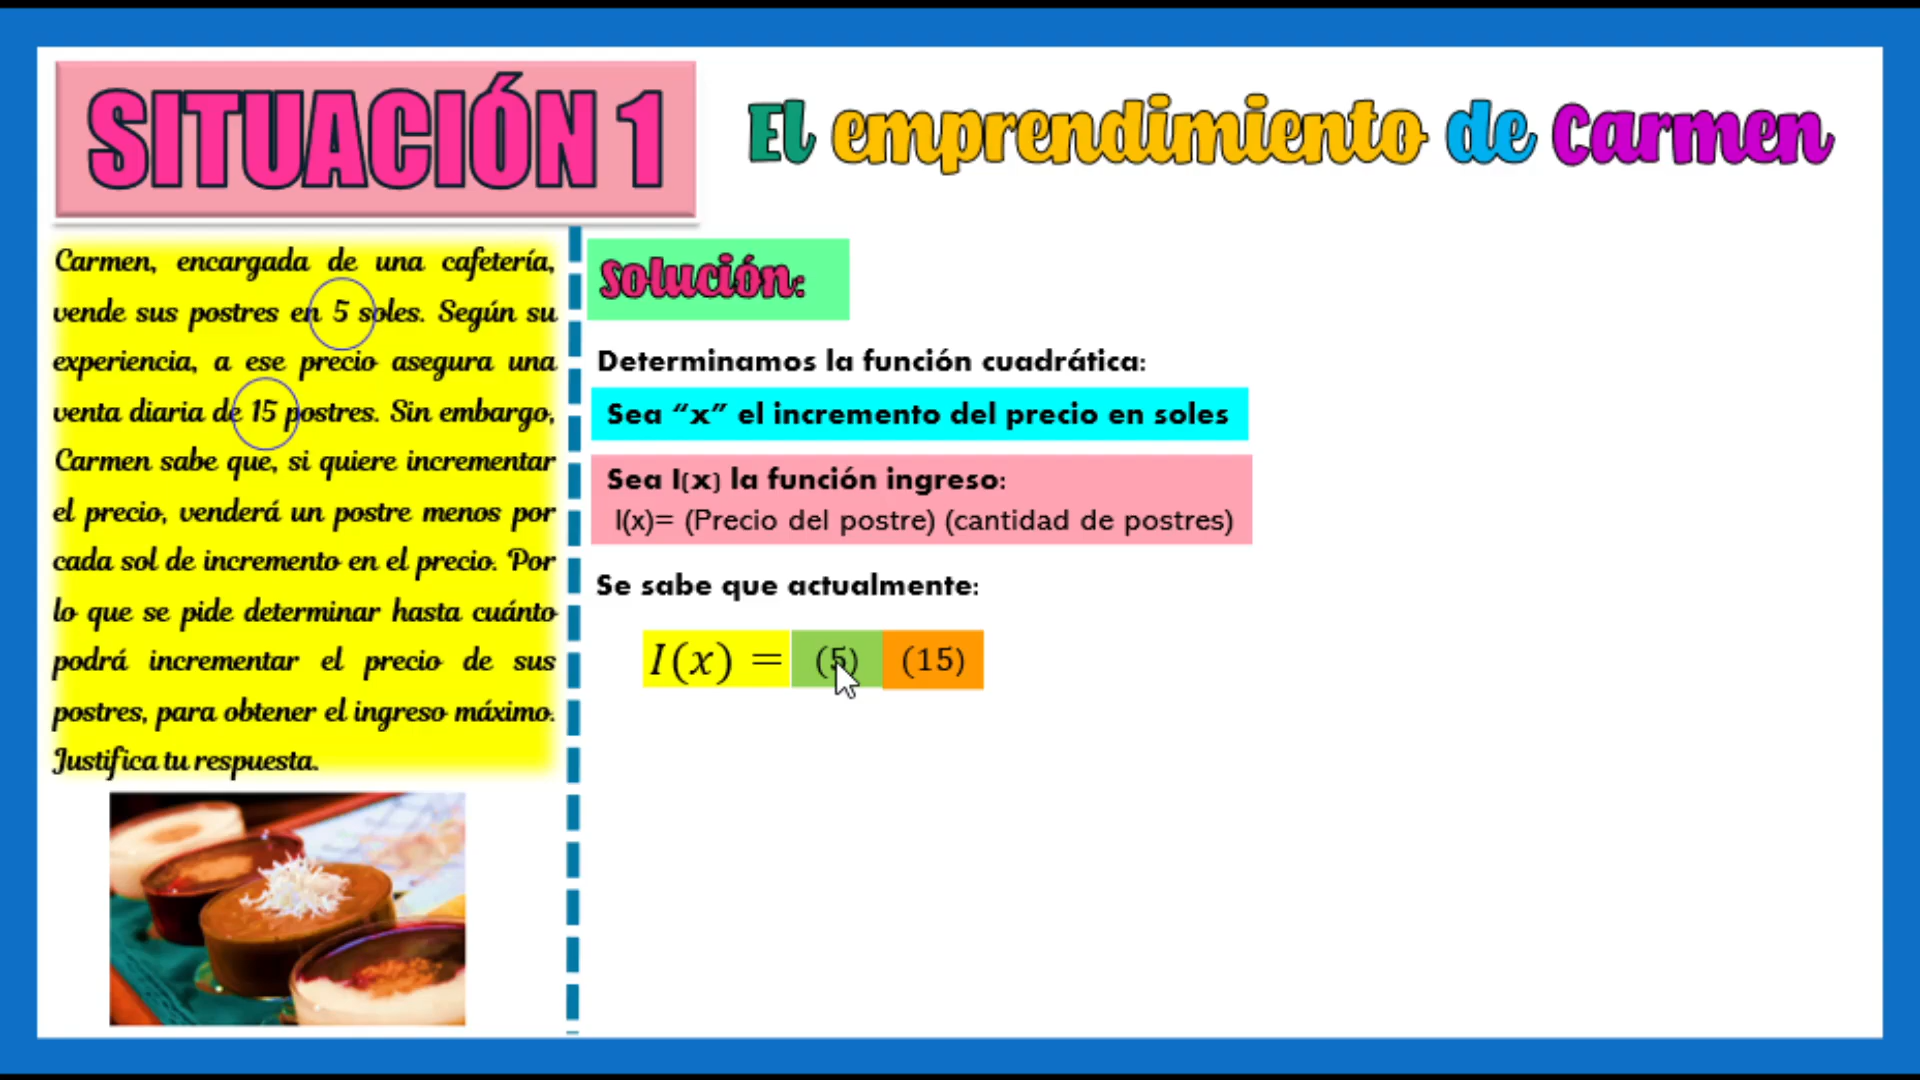 SITUACIÓN 1
El emprendimiento de Carmen
Carmen, encargada de una cafetería,
vende sus postres en 5 soles. Según su
experiencia, a ese precio asegura una
venta diaria de 15 postres. Sin embargo,
Carmen sabe que, si quiere incrementar
el precio, venderá un postre menos por
cada sol de incremento en el precio. Por
lo que se pide determinar hasta cuánto
podrá incrementar el precio de sus
postres, para obtener el ingreso máximo.
Justifica tu respuesta.
Solución:
Determinamos la función cuadrática:
Sea “x” el incremento del precio en soles
Sea I(x) la función ingreso:
I(x)= (Precio del postre) (cantidad de postres)
Se sabe que actualmente:
I(x) = (5) (15)